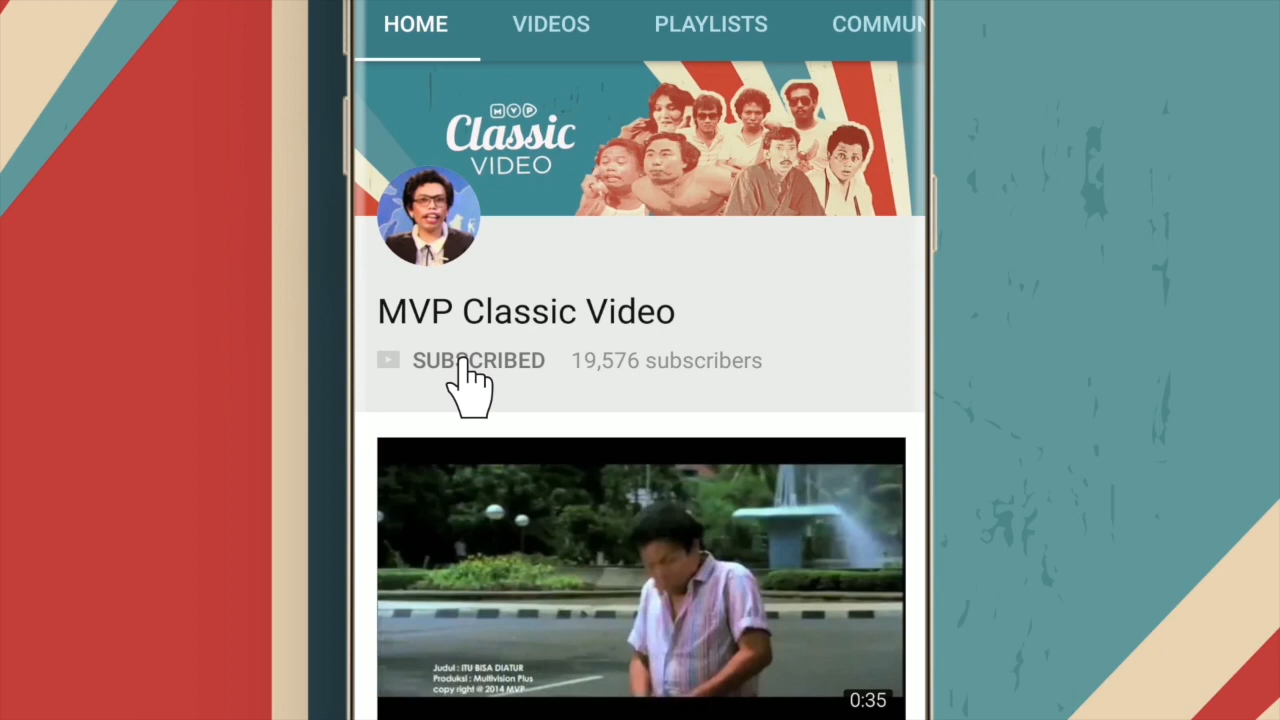 HOME VIDEOS PLAYLISTS COMMUN
MVP
Classic
VIDEO
MVP Classic Video
SUBSCRIBED 19,576 subscribers
Judul : ITU BISA DIATUR
Produksi : Multivision Plus
copy right @ 2014 MVP
0:35